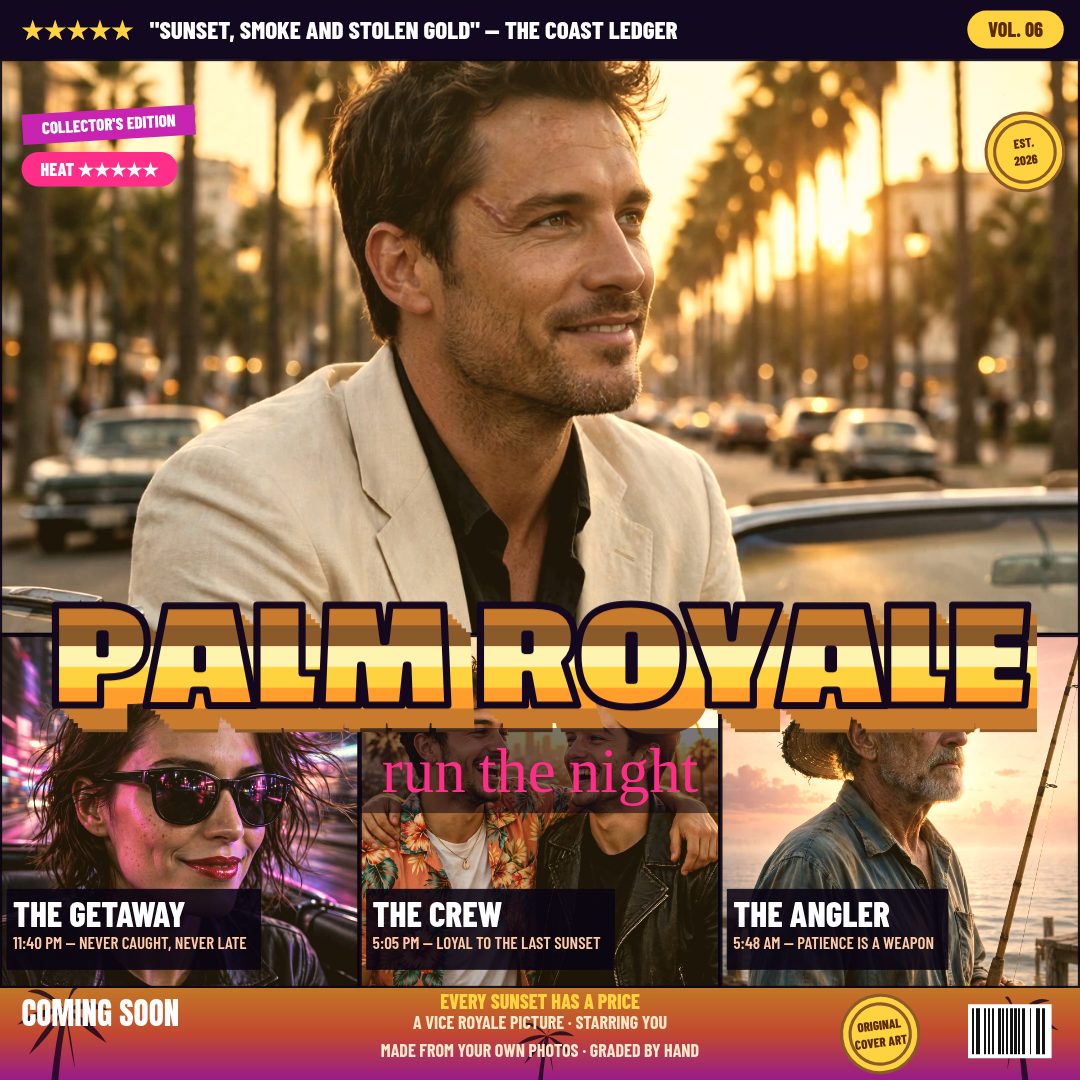 ★★★★★ "SUNSET, SMOKE AND STOLEN GOLD" — THE COAST LEDGER
VOL. 06
COLLECTOR'S EDITION
HEAT ★★★★★
EST.
2026
PALM ROYALE
run the night
THE GETAWAY
11:40 PM — NEVER CAUGHT, NEVER LATE
THE CREW
5:05 PM — LOYAL TO THE LAST SUNSET
THE ANGLER
5:48 AM — PATIENCE IS A WEAPON
COMING SOON
EVERY SUNSET HAS A PRICE
A VICE ROYALE PICTURE · STARRING YOU
MADE FROM YOUR OWN PHOTOS · GRADED BY HAND
ORIGINAL
COVER ART